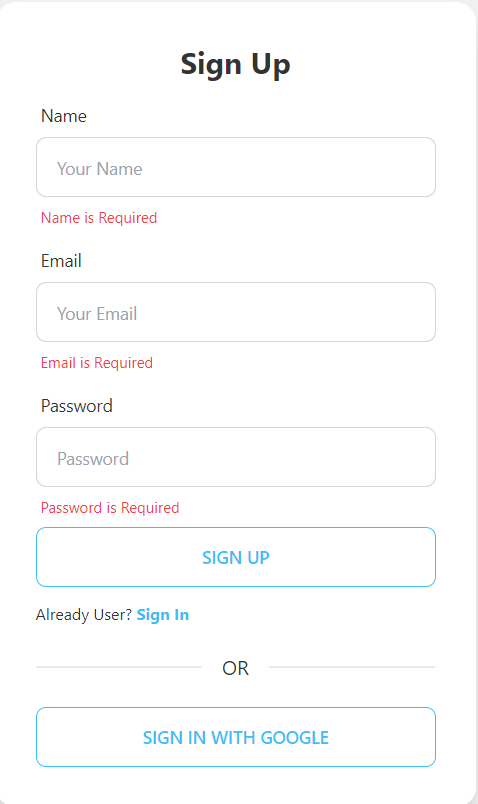 Sign Up
Name
Your Name
Name is Required
Email
Your Email
Email is Required
Password
Password
Password is Required
SIGN UP
Already User? Sign In
OR
SIGN IN WITH GOOGLE